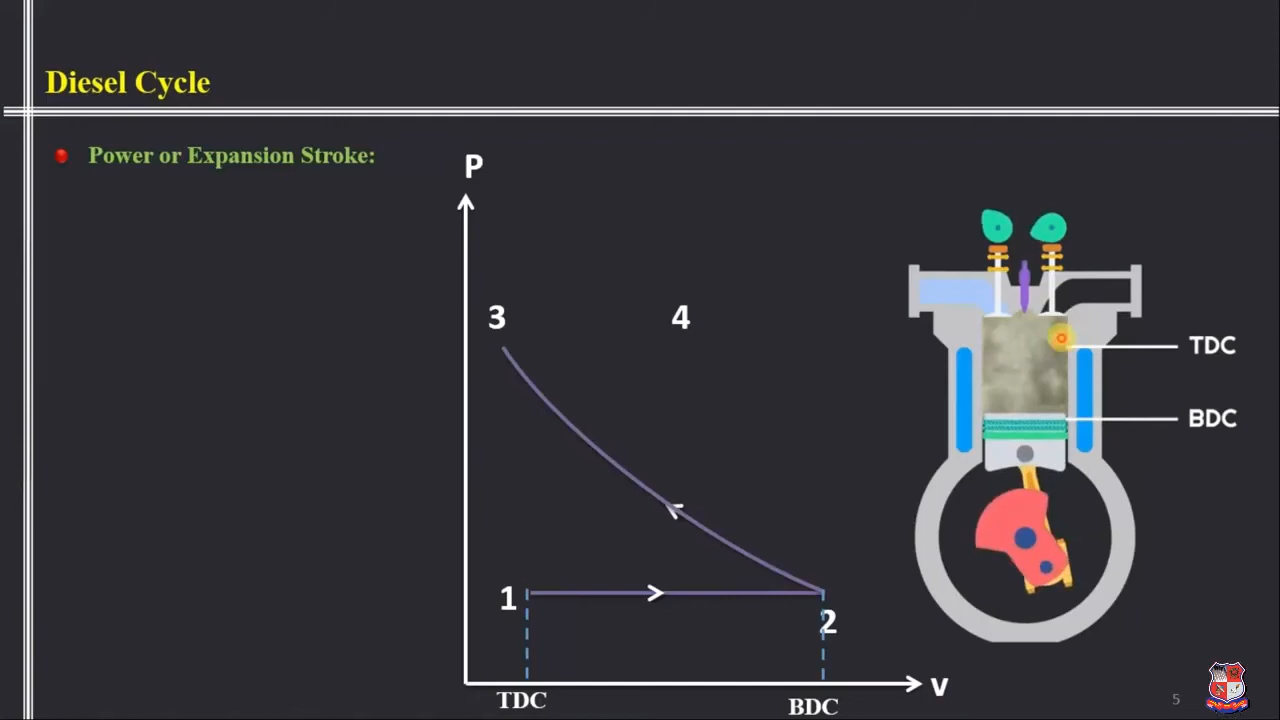 Diesel Cycle
Power or Expansion Stroke:
P
3
4
1
2
TDC
BDC
v
TDC
BDC
5